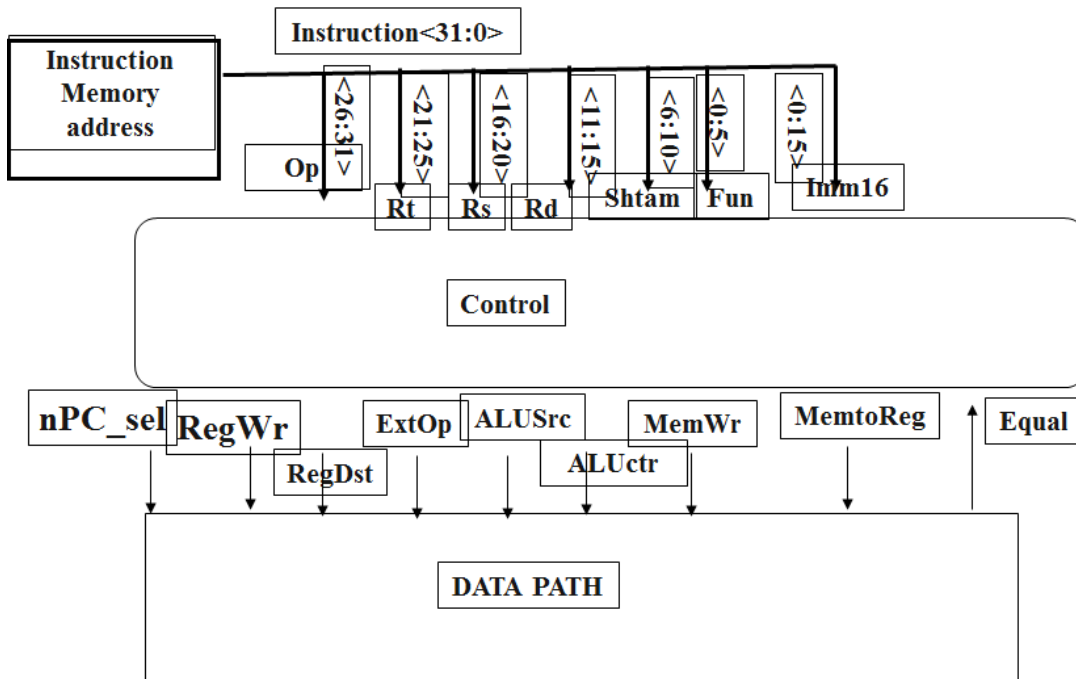 Instruction<31:0>
Instruction
Memory
address
<26:31>
<21:25>
<16:20>
<11:15>
<6:10>
<0:5>
<0:15>
Op
Rt
Rs
Rd
Shtam
Fun
Imm16
Control
nPC_sel
RegWr
RegDst
ExtOp
ALUSrc
ALUctr
MemWr
MemtoReg
Equal
DATA PATH